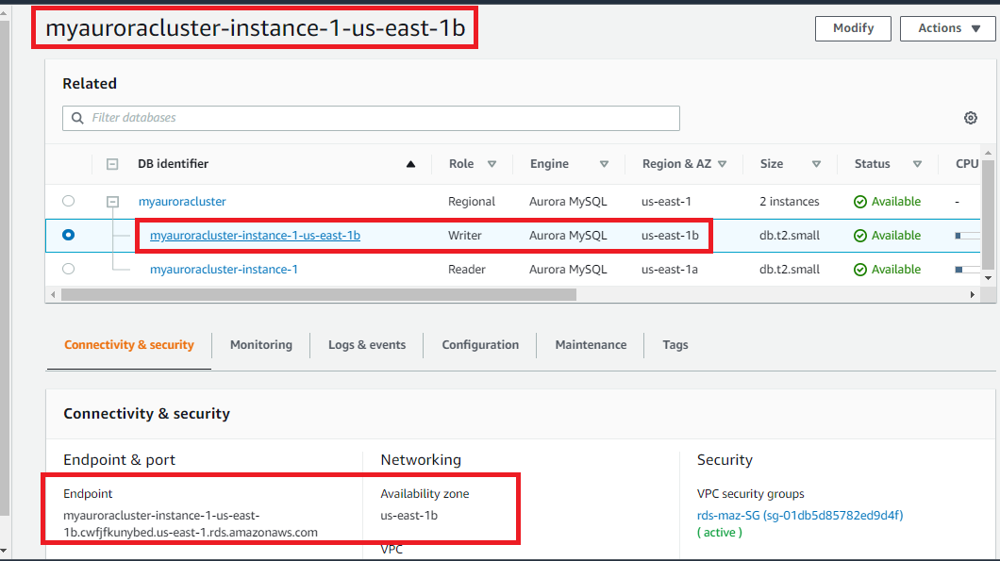 myauroracluster-instance-1-us-east-1b
Modify
Actions
Related
Filter databases
DB identifier Role Engine Region & AZ Size Status CPU
myauroracluster Regional Aurora MySQL us-east-1 2 instances Available -
myauroracluster-instance-1-us-east-1b Writer Aurora MySQL us-east-1b db.t2.small Available
myauroracluster-instance-1 Reader Aurora MySQL us-east-1a db.t2.small Available
Connectivity & security Monitoring Logs & events Configuration Maintenance Tags
Connectivity & security
Endpoint & port
Endpoint
myauroracluster-instance-1-us-east-
1b.cwfjfkunybed.us-east-1.rds.amazonaws.com
Networking
Availability zone
us-east-1b
VPC
Security
VPC security groups
rds-maz-SG (sg-01db5d85782ed9d4f)
( active )